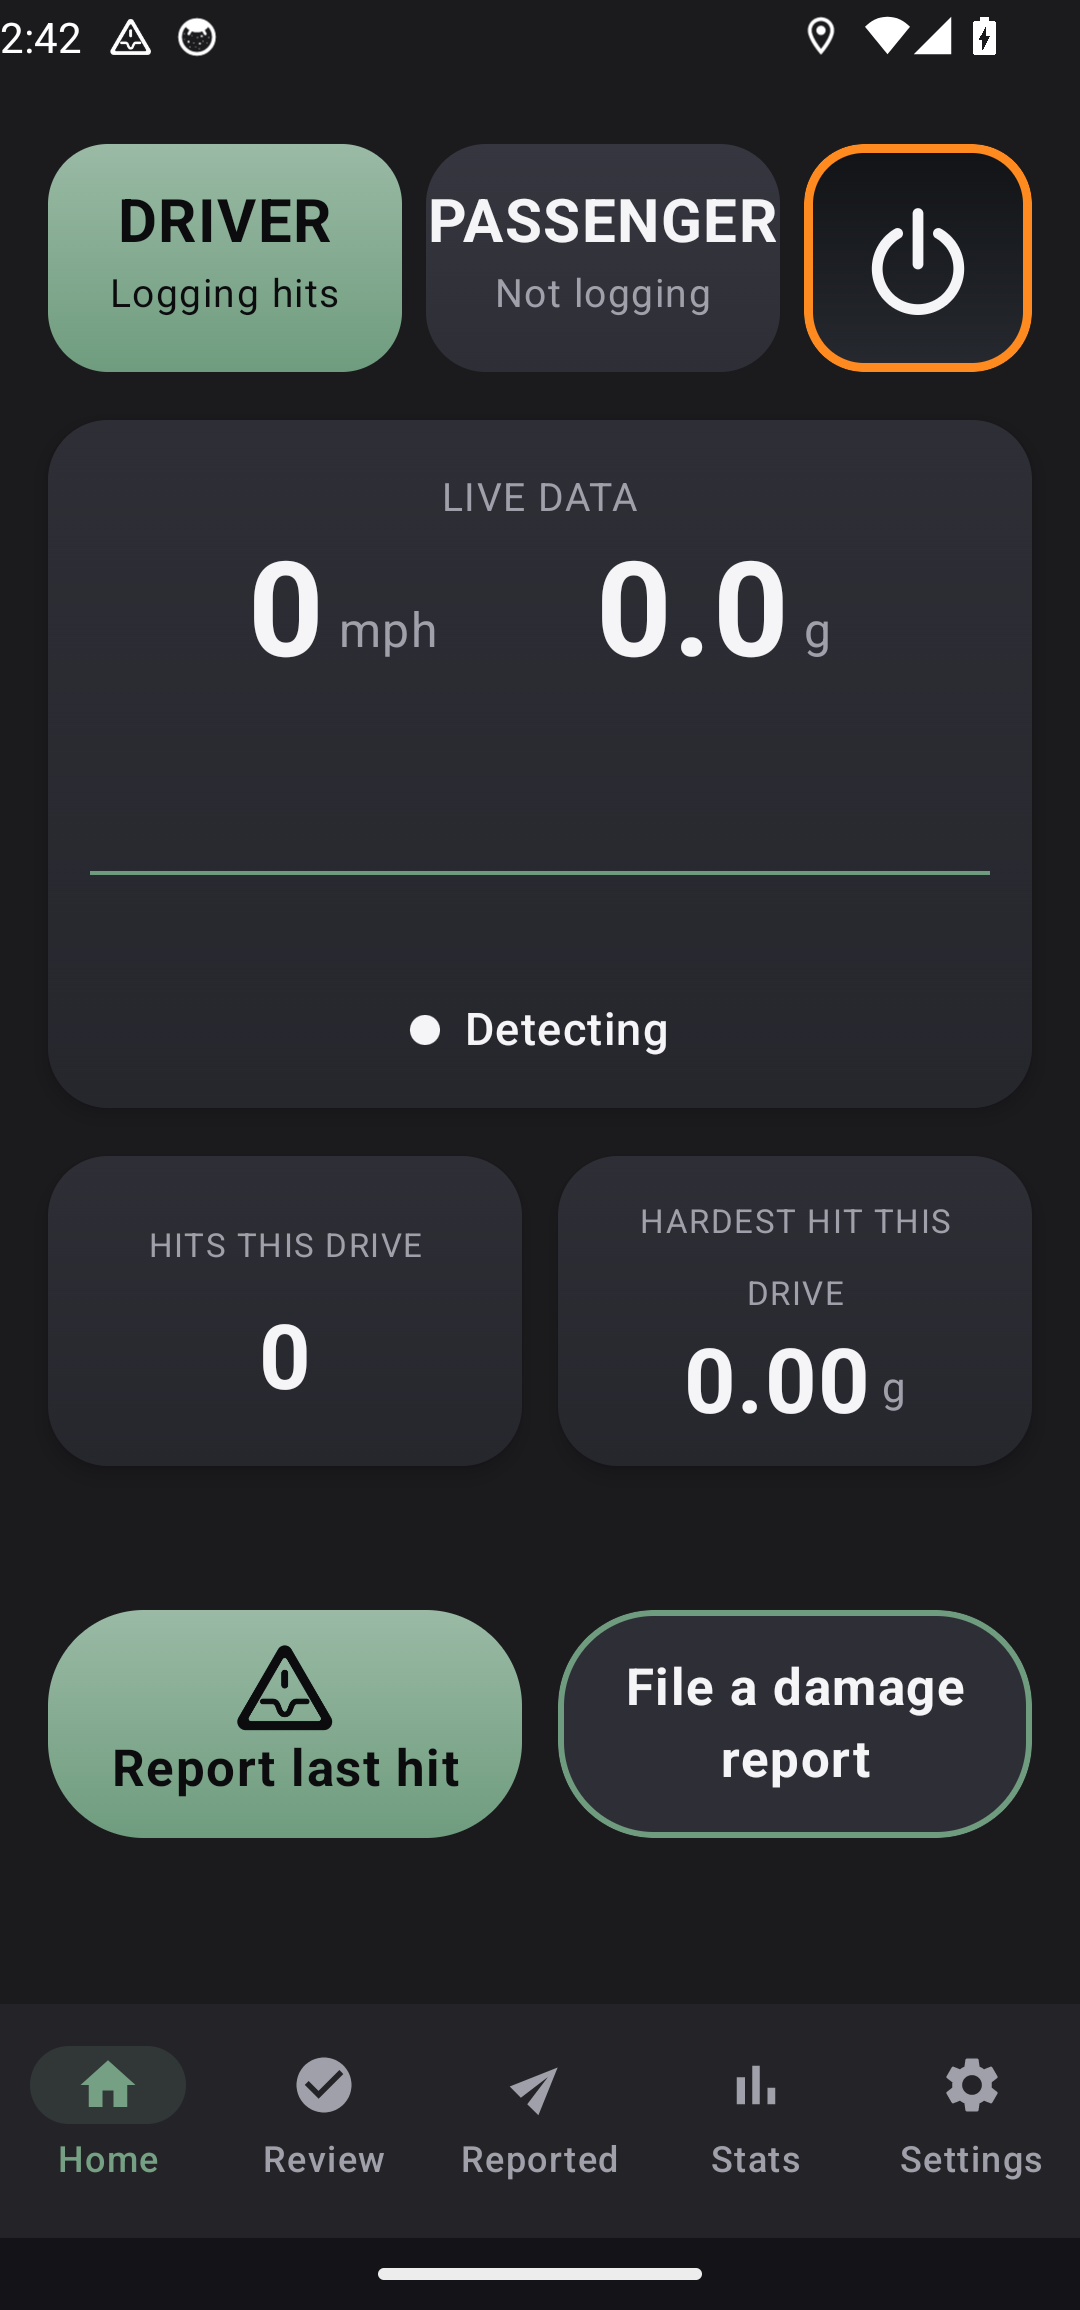 2:42
DRIVER
Logging hits
PASSENGER
Not logging
LIVE DATA
0 mph
0.0 g
Detecting
HITS THIS DRIVE
0
HARDEST HIT THIS
DRIVE
0.00 g
Report last hit
File a damage
report
Home
Review
Reported
Stats
Settings